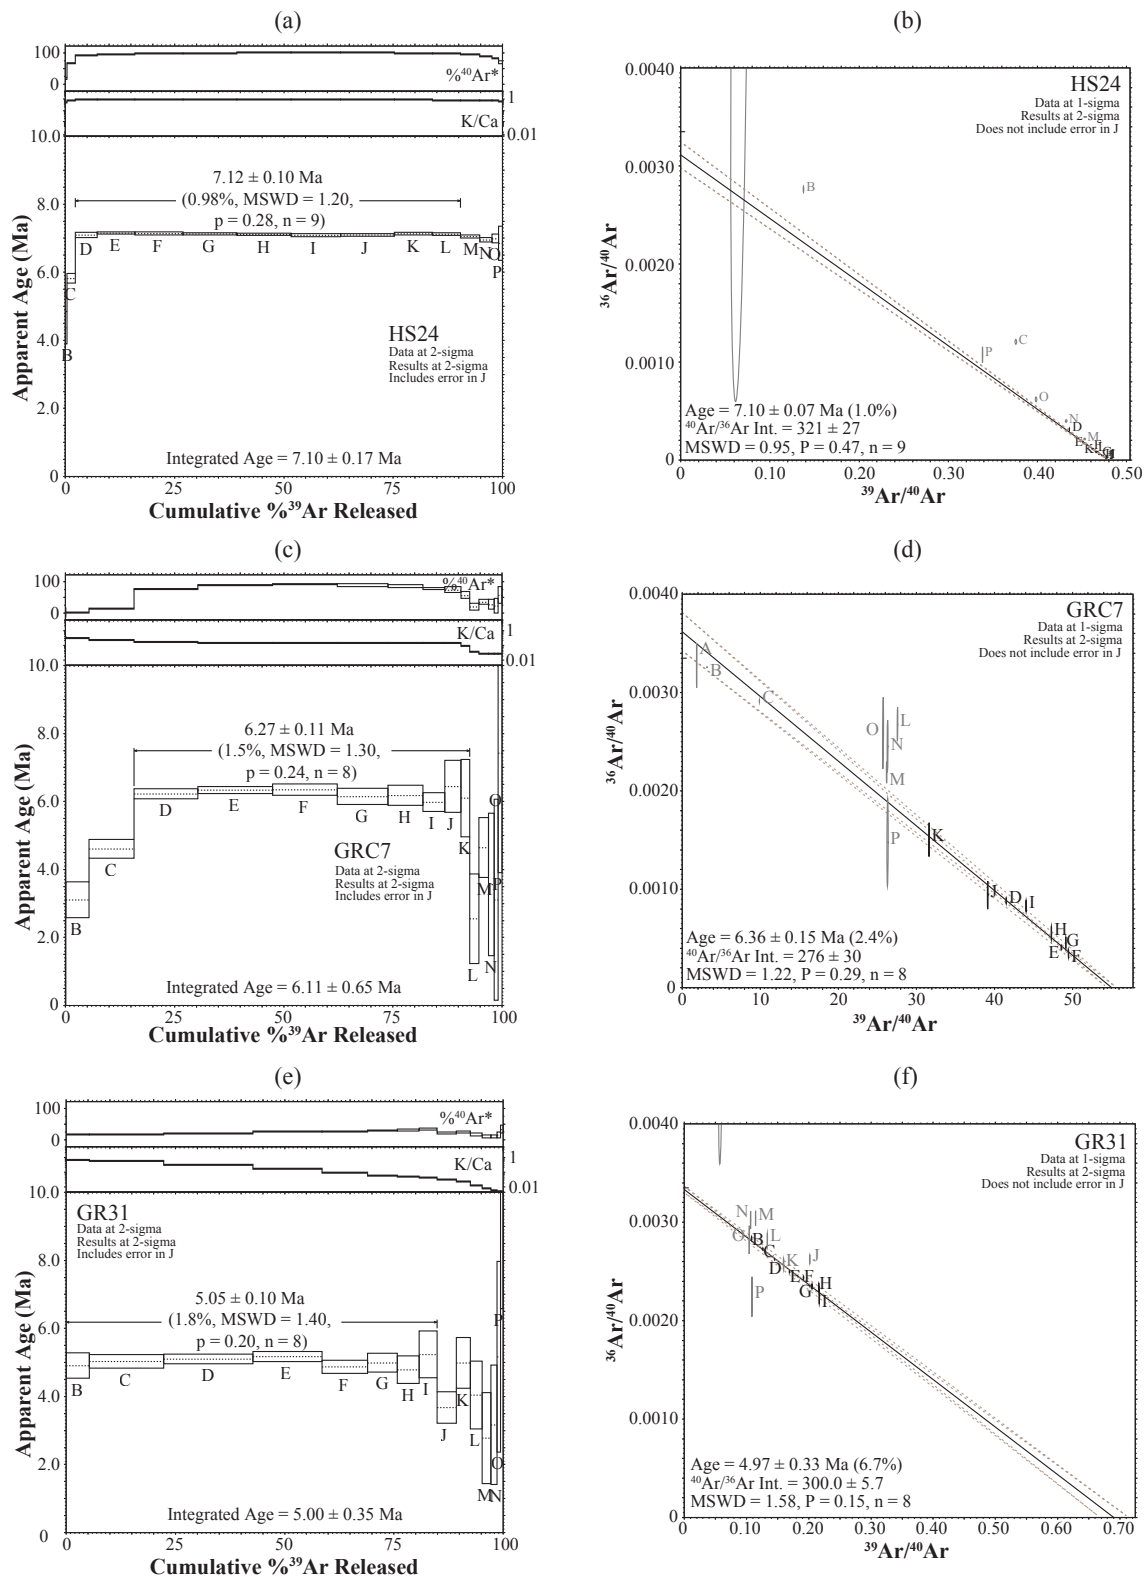 (a)
100
0
%⁴⁰Ar*
1
K/Ca
0.01
10.0
8.0
6.0
4.0
2.0
0
Apparent Age (Ma)
7.12 ± 0.10 Ma
(0.98%, MSWD = 1.20,
p = 0.28, n = 9)
B
C
D
E
F
G
H
I
J
K
L
M
N
O
P
HS24
Data at 2-sigma
Results at 2-sigma
Includes error in J
Integrated Age = 7.10 ± 0.17 Ma
0
25
50
75
100
Cumulative %³⁹Ar Released
(b)
0.0040
0.0030
0.0020
0.0010
0
³⁶Ar/⁴⁰Ar
HS24
Data at 1-sigma
Results at 2-sigma
Does not include error in J
B
C
P
O
N
D
M
Age = 7.10 ± 0.07 Ma (1.0%)
⁴⁰Ar/³⁶Ar Int. = 321 ± 27
MSWD = 0.95, P = 0.47, n = 9
0
0.10
0.20
0.30
0.40
0.50
³⁹Ar/⁴⁰Ar
(c)
100
0
%⁴⁰Ar*
1
K/Ca
0.01
10.0
8.0
6.0
4.0
2.0
0
Apparent Age (Ma)
6.27 ± 0.11 Ma
(1.5%, MSWD = 1.30,
p = 0.24, n = 8)
B
C
D
E
F
G
H
I
J
K
L
M
N
O
P
GRC7
Data at 2-sigma
Results at 2-sigma
Includes error in J
Integrated Age = 6.11 ± 0.65 Ma
0
25
50
75
100
Cumulative %³⁹Ar Released
(d)
0.0040
0.0030
0.0020
0.0010
0
³⁶Ar/⁴⁰Ar
GRC7
Data at 1-sigma
Results at 2-sigma
Does not include error in J
A
B
C
O
L
N
M
P
K
J
D
I
H
G
E
F
Age = 6.36 ± 0.15 Ma (2.4%)
⁴⁰Ar/³⁶Ar Int. = 276 ± 30
MSWD = 1.22, P = 0.29, n = 8
0
10
20
30
40
50
³⁹Ar/⁴⁰Ar
(e)
100
0
%⁴⁰Ar*
1
K/Ca
0.01
10.0
8.0
6.0
4.0
2.0
0
Apparent Age (Ma)
GR31
Data at 2-sigma
Results at 2-sigma
Includes error in J
5.05 ± 0.10 Ma
(1.8%, MSWD = 1.40,
p = 0.20, n = 8)
B
C
D
E
F
G
H
I
J
K
L
M
N
O
P
Integrated Age = 5.00 ± 0.35 Ma
0
25
50
75
100
Cumulative %³⁹Ar Released
(f)
0.0040
0.0030
0.0020
0.0010
0
³⁶Ar/⁴⁰Ar
GR31
Data at 1-sigma
Results at 2-sigma
Does not include error in J
N
M
O
B
L
C
D
K
J
E
F
G
H
I
P
Age = 4.97 ± 0.33 Ma (6.7%)
⁴⁰Ar/³⁶Ar Int. = 300.0 ± 5.7
MSWD = 1.58, P = 0.15, n = 8
0
0.10
0.20
0.30
0.40
0.50
0.60
0.70
³⁹Ar/⁴⁰Ar